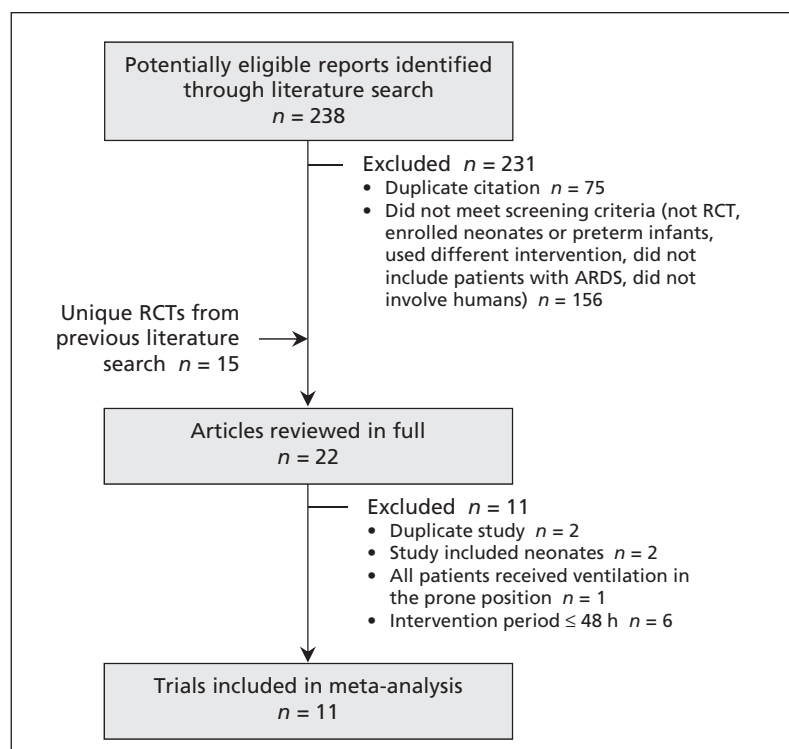 Potentially eligible reports identified
through literature search
n = 238
Excluded n = 231
• Duplicate citation n = 75
• Did not meet screening criteria (not RCT,
enrolled neonates or preterm infants,
used different intervention, did not
include patients with ARDS, did not
involve humans) n = 156
Unique RCTs from
previous literature
search n = 15
Articles reviewed in full
n = 22
Excluded n = 11
• Duplicate study n = 2
• Study included neonates n = 2
• All patients received ventilation in
the prone position n = 1
• Intervention period ≤ 48 h n = 6
Trials included in meta-analysis
n = 11